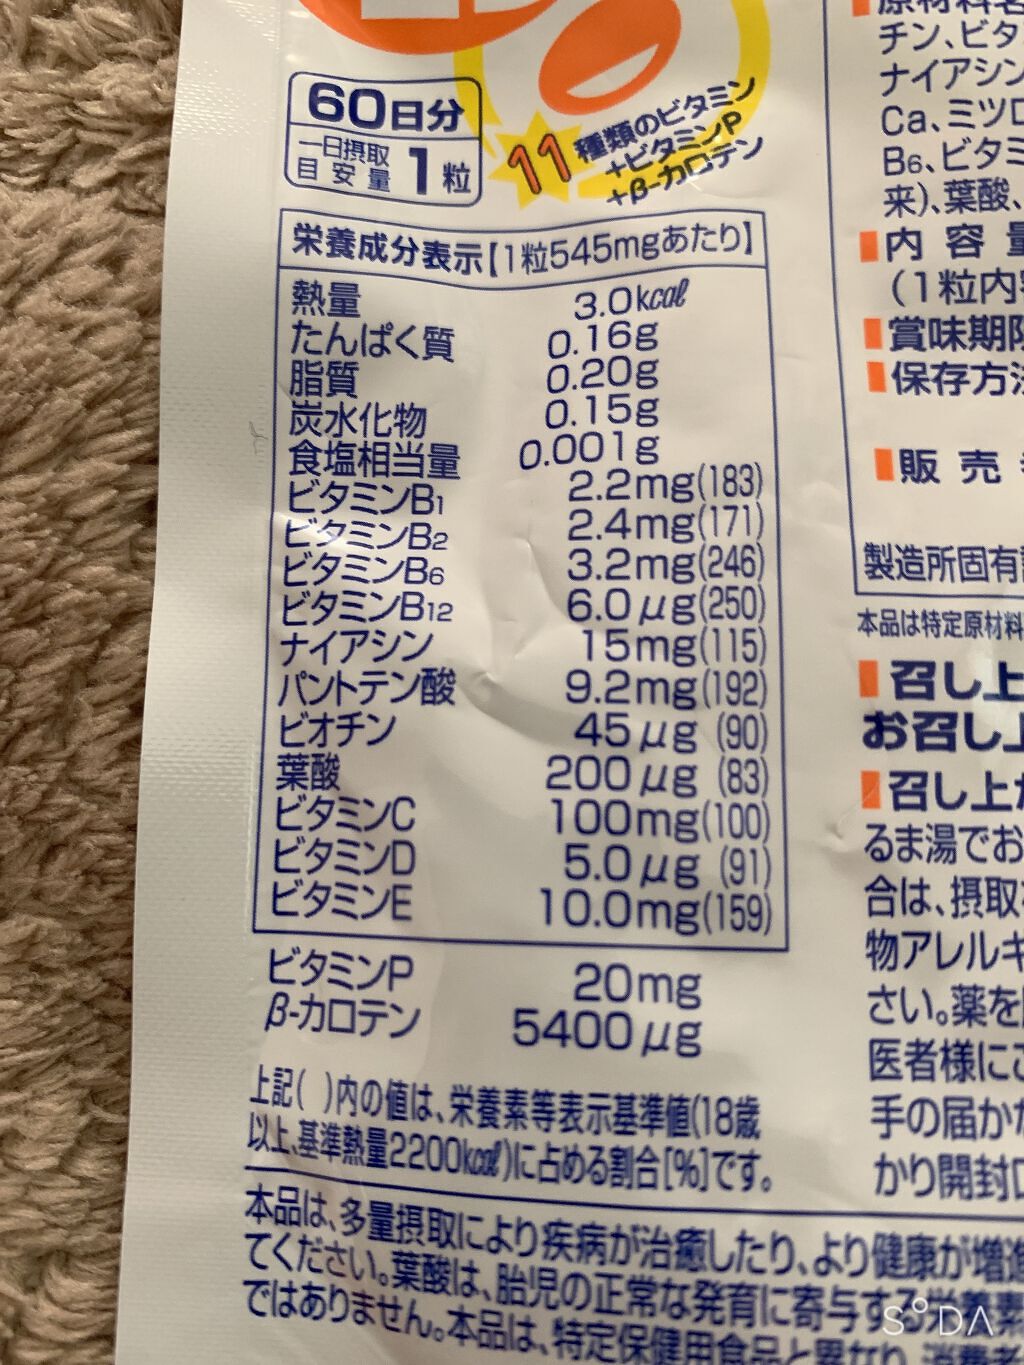 60日分
一日摂取
目安量 1粒
11種類のビタミン
+ビタミンP
+β-カロテン
栄養成分表示【1粒545mgあたり】
熱量 3.0kcal
たんぱく質 0.16g
脂質 0.20g
炭水化物 0.15g
食塩相当量 0.001g
ビタミンB1 2.2mg(183)
ビタミンB2 2.4mg(171)
ビタミンB6 3.2mg(246)
ビタミンB12 6.0μg(250)
ナイアシン 15mg(115)
パントテン酸 9.2mg(192)
ビオチン 45μg (90)
葉酸 200μg (83)
ビタミンC 100mg(100)
ビタミンD 5.0μg (91)
ビタミンE 10.0mg(159)
ビタミンP 20mg
β-カロテン 5400μg
上記( )内の値は、栄養素等表示基準値(18歳
以上、基準熱量2200kcal)に占める割合[%]です。
本品は、多量摂取により疾病が治癒したり、より健康が増進
てください。葉酸は、胎児の正常な発育に寄与する栄養素
ではありません。本品は、特定保健用食品と異なり、消費者
原材料名
チン、ビタ
ナイアシン
Ca、ミツロ
B6、ビタミ
来)、葉酸、
内容量
(1粒内容
賞味期限
保存方法
販売
製造所固有
本品は特定原材料
召し上
お召し上
召し上が
るま湯でお
合は、摂取
物アレルギ
さい。薬を
医者様にご
手の届か
かり開封口
SODA